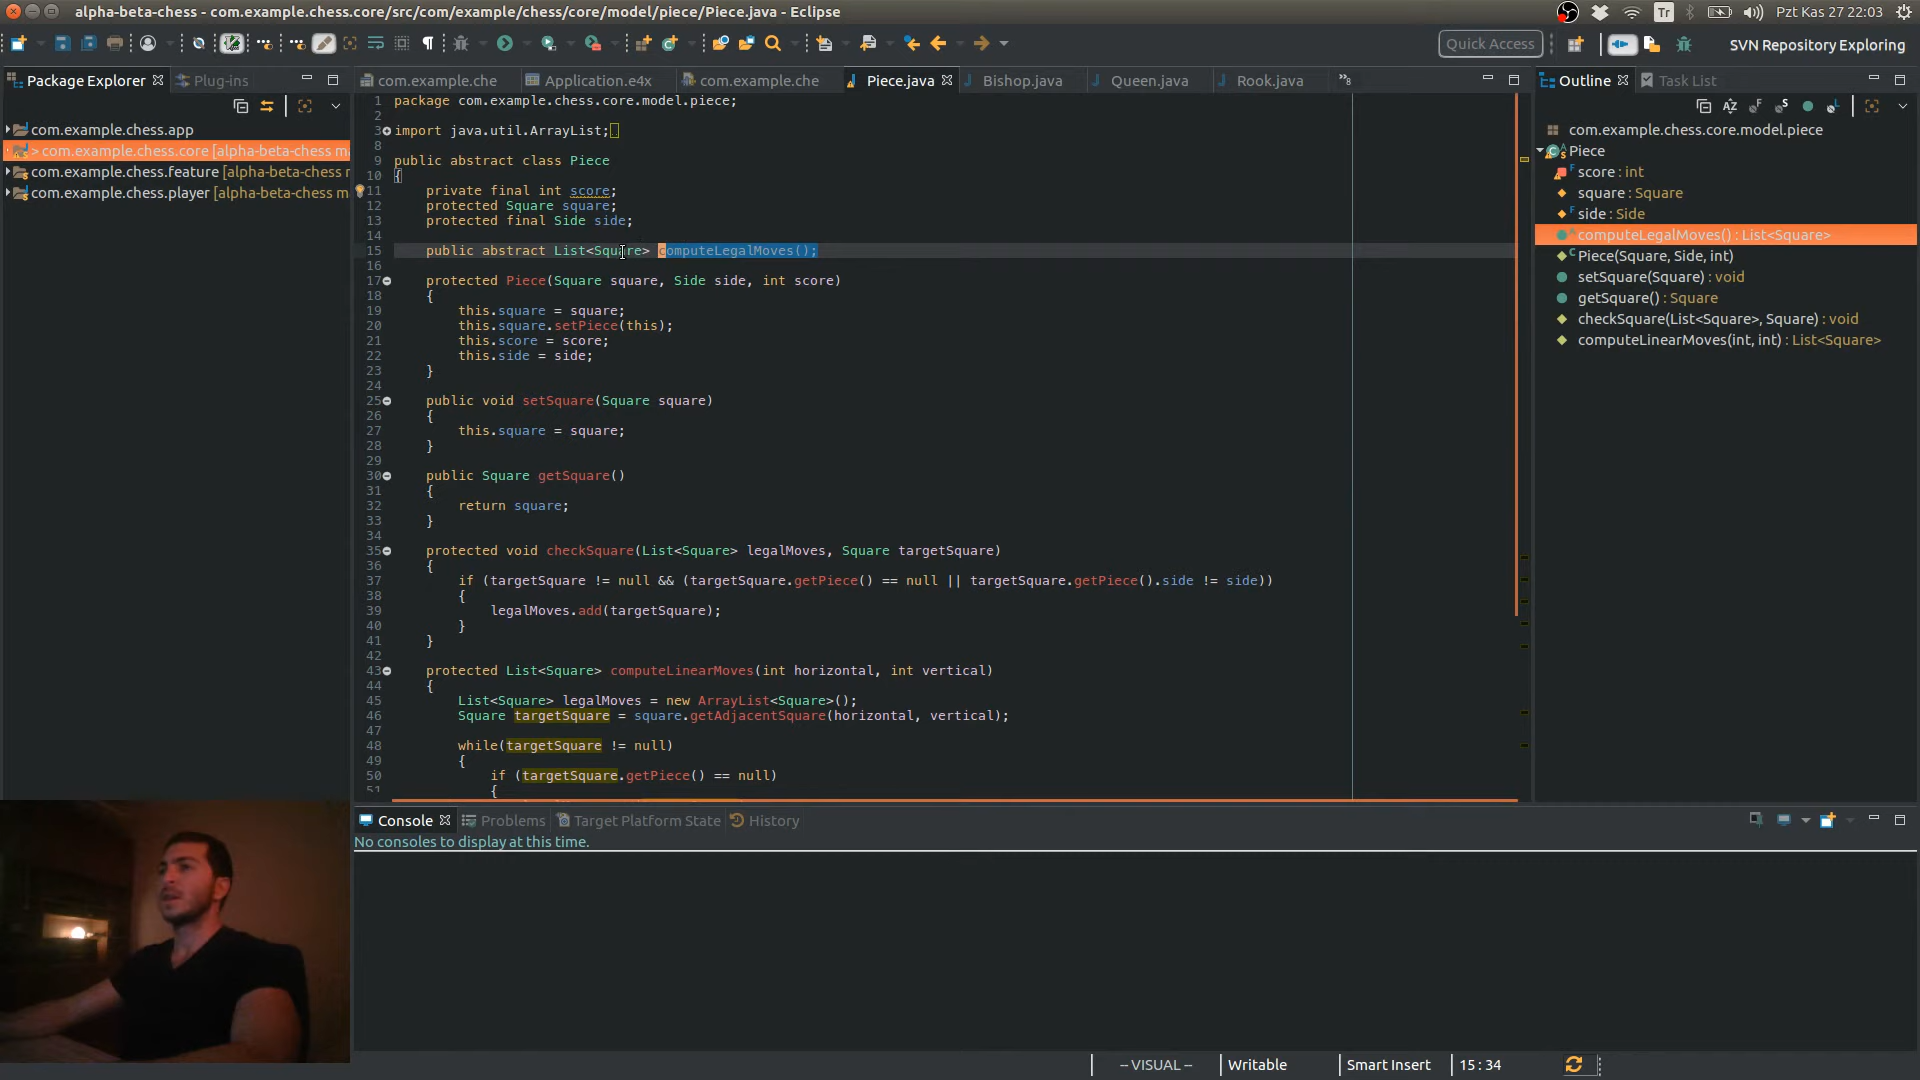 alpha-beta-chess - com.example.chess.core/src/com/example/chess/core/model/piece/Piece.java - Eclipse
Tr
Pzt Kas 27 22:03
Quick Access
SVN Repository Exploring
Package Explorer
Plug-ins
com.example.chess.app
> com.example.chess.core [alpha-beta-chess ma
com.example.chess.feature [alpha-beta-chess m
com.example.chess.player [alpha-beta-chess ma
com.example.che
Application.e4x
com.example.che
Piece.java
Bishop.java
Queen.java
Rook.java
»8
1 package com.example.chess.core.model.piece;
2
3 import java.util.ArrayList;
8
9 public abstract class Piece
10 {
11 private final int score;
12 protected Square square;
13 protected final Side side;
14
15 public abstract List<Square> computeLegalMoves();
16
17 protected Piece(Square square, Side side, int score)
18 {
19 this.square = square;
20 this.square.setPiece(this);
21 this.score = score;
22 this.side = side;
23 }
24
25 public void setSquare(Square square)
26 {
27 this.square = square;
28 }
29
30 public Square getSquare()
31 {
32 return square;
33 }
34
35 protected void checkSquare(List<Square> legalMoves, Square targetSquare)
36 {
37 if (targetSquare != null && (targetSquare.getPiece() == null || targetSquare.getPiece().side != side))
38 {
39 legalMoves.add(targetSquare);
40 }
41 }
42
43 protected List<Square> computeLinearMoves(int horizontal, int vertical)
44 {
45 List<Square> legalMoves = new ArrayList<Square>();
46 Square targetSquare = square.getAdjacentSquare(horizontal, vertical);
47
48 while(targetSquare != null)
49 {
50 if (targetSquare.getPiece() == null)
51 {
Outline
Task List
com.example.chess.core.model.piece
Piece
score : int
square : Square
side : Side
computeLegalMoves() : List<Square>
Piece(Square, Side, int)
setSquare(Square) : void
getSquare() : Square
checkSquare(List<Square>, Square) : void
computeLinearMoves(int, int) : List<Square>
Console
Problems
Target Platform State
History
No consoles to display at this time.
-- VISUAL --
Writable
Smart Insert
15 : 34